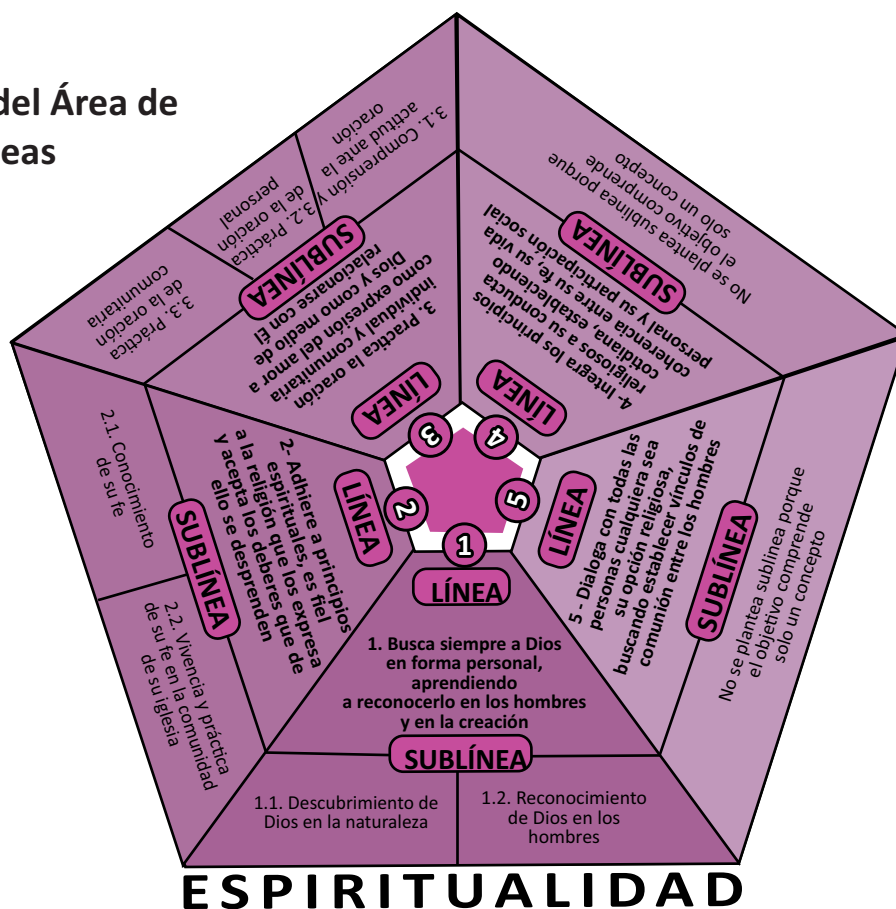 del Área de
eas
1
LÍNEA
1. Busca siempre a Dios
en forma personal,
aprendiendo
a reconocerlo en los hombres
y en la creación
SUBLÍNEA
1.1. Descubrimiento de
Dios en la naturaleza
1.2. Reconocimiento
de Dios en los
hombres
2
LÍNEA
2- Adhiere a principios
espirituales, es fiel
a la religión que los expresa
y acepta los deberes que de
ello se desprenden
SUBLÍNEA
2.1. Conocimiento
de su fe
2.2. Vivencia y práctica
de su fe en la comunidad
de su iglesia
3
LÍNEA
3. Practica la oración
individual y comunitaria
como expresión del amor a
Dios y como medio de
relacionarse con Él
SUBLÍNEA
3.1. Comprensión y
actitud ante la
oración
3.2. Práctica
de la oración
personal
3.3. Práctica
de la oración
comunitaria
4
LÍNEA
4- Integra los principios
religiosos a su conducta
cotidiana, estableciendo
coherencia entre su fe, su vida
personal y su participación social
SUBLÍNEA
No se plantea sublinea porque
el objetivo comprende
solo un concepto
5
LÍNEA
5 - Dialoga con todas las
personas cualquiera sea
su opción religiosa,
buscando establecer vínculos de
comunión entre los hombres
SUBLÍNEA
No se plantea sublinea porque
el objetivo comprende
solo un concepto
ESPIRITUALIDAD